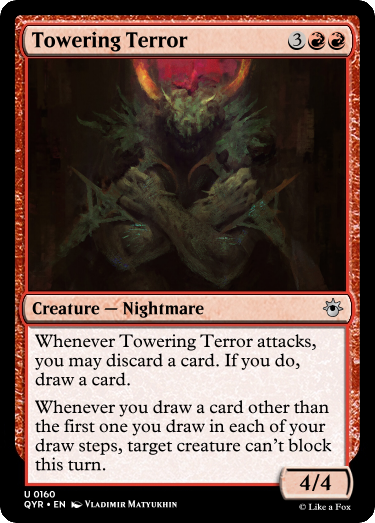 Towering Terror 3
Creature — Nightmare
Whenever Towering Terror attacks,
you may discard a card. If you do,
draw a card.
Whenever you draw a card other than
the first one you draw in each of your
draw steps, target creature can't block
this turn.
4/4
U 0160
QYR • EN Vladimir Matyukhin
© Like a Fox